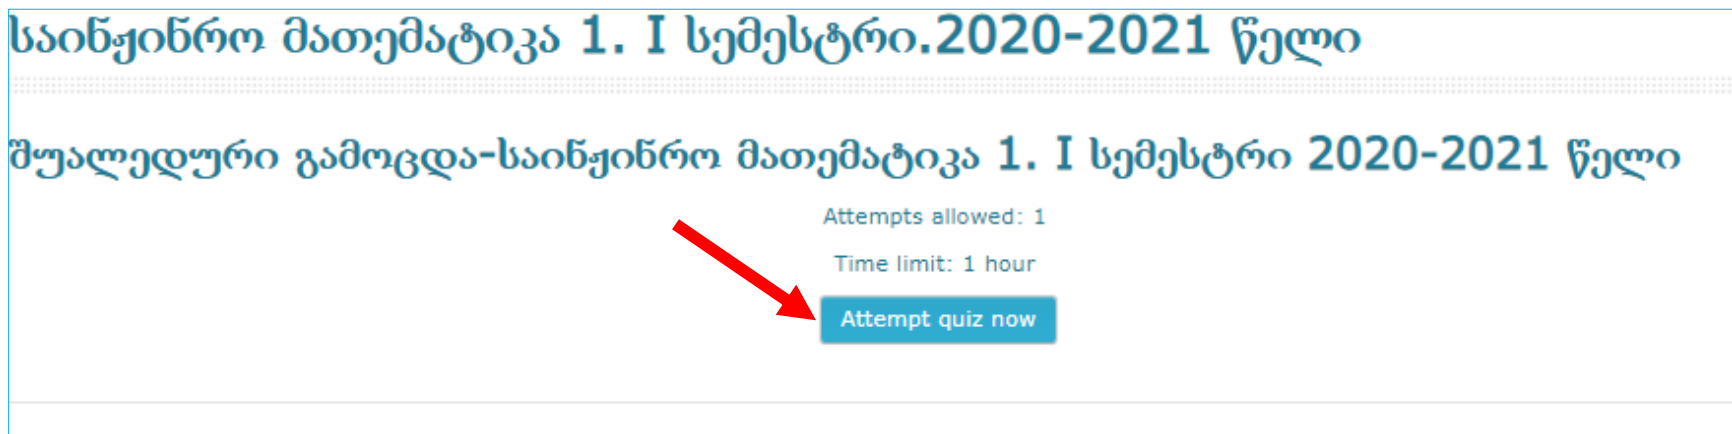 საინჟინრო მათემატიკა 1. I სემესტრი.2020-2021 წელი
შუალედური გამოცდა-საინჟინრო მათემატიკა 1. I სემესტრი 2020-2021 წელი
Attempts allowed: 1
Time limit: 1 hour
Attempt quiz now